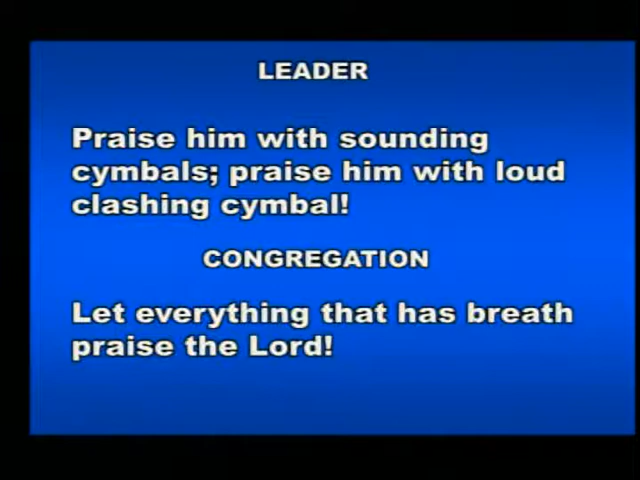 LEADER
Praise him with sounding
cymbals; praise him with loud
clashing cymbal!
CONGREGATION
Let everything that has breath
praise the Lord!